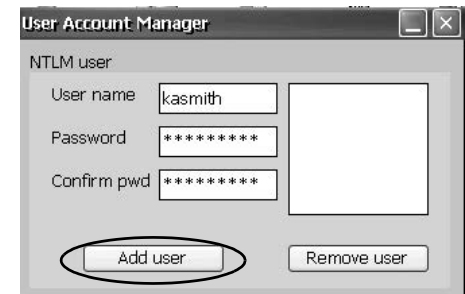 User Account Manager
NTLM user
User name kasmith
Password *********
Confirm pwd *********
Add user Remove user